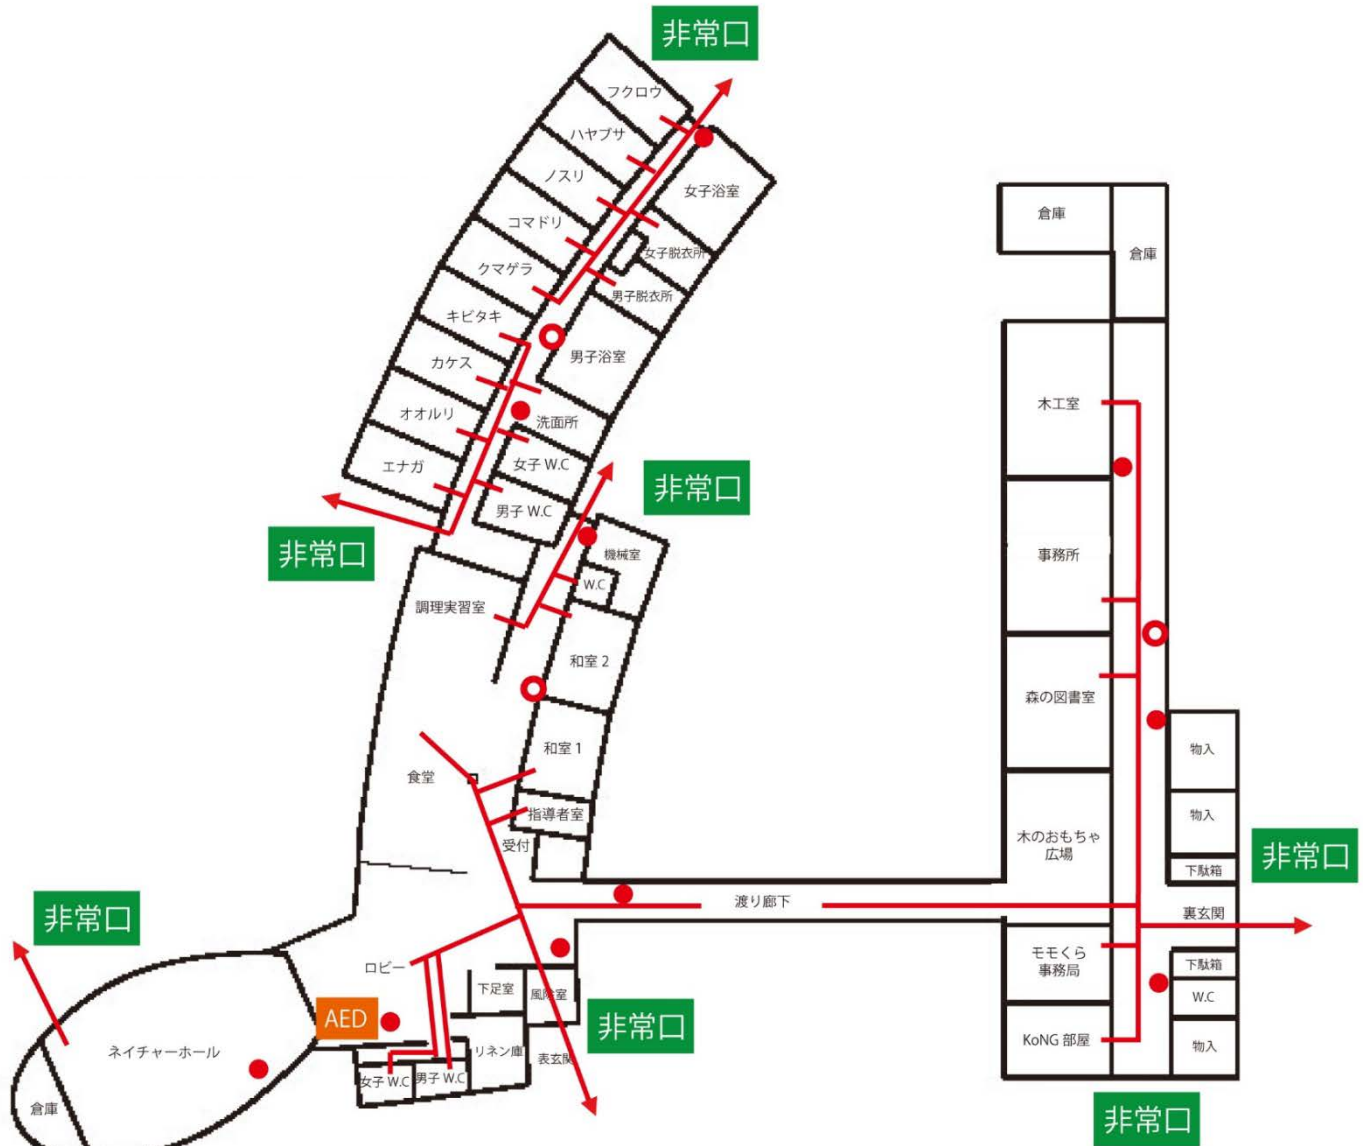 非常口
フクロウ
ハヤブサ
ノスリ
コマドリ
クマゲラ
キビタキ
カケス
オオルリ
エナガ
女子浴室
女子脱衣所
男子脱衣所
男子浴室
洗面所
女子 W.C
男子 W.C
非常口
非常口
機械室
W.C
調理実習室
和室 2
和室 1
食堂
指導者室
受付
渡り廊下
ロビー
下足室
風除室
非常口
AED
リネン庫
表玄関
女子 W.C
男子 W.C
非常口
ネイチャーホール
倉庫
倉庫
倉庫
木工室
事務所
森の図書室
木のおもちゃ
広場
モモくら
事務局
KoNG 部屋
物入
物入
下駄箱
非常口
裏玄関
下駄箱
W.C
物入
非常口